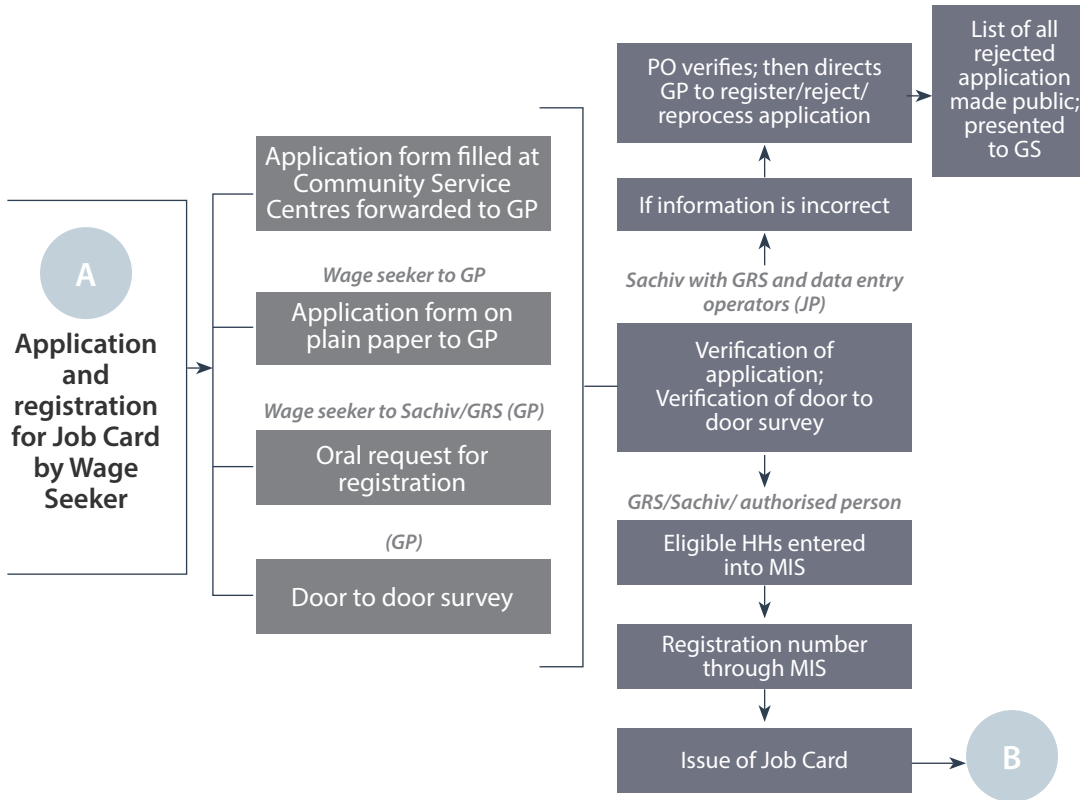 A
Application
and
registration
for Job Card
by Wage
Seeker
Application form filled at
Community Service
Centres forwarded to GP
Wage seeker to GP
Application form on
plain paper to GP
Wage seeker to Sachiv/GRS (GP)
Oral request for
registration
(GP)
Door to door survey
PO verifies; then directs
GP to register/reject/
reprocess application
List of all
rejected
application
made public;
presented
to GS
If information is incorrect
Sachiv with GRS and data entry
operators (JP)
Verification of
application;
Verification of door to
door survey
GRS/Sachiv/ authorised person
Eligible HHs entered
into MIS
Registration number
through MIS
Issue of Job Card
B